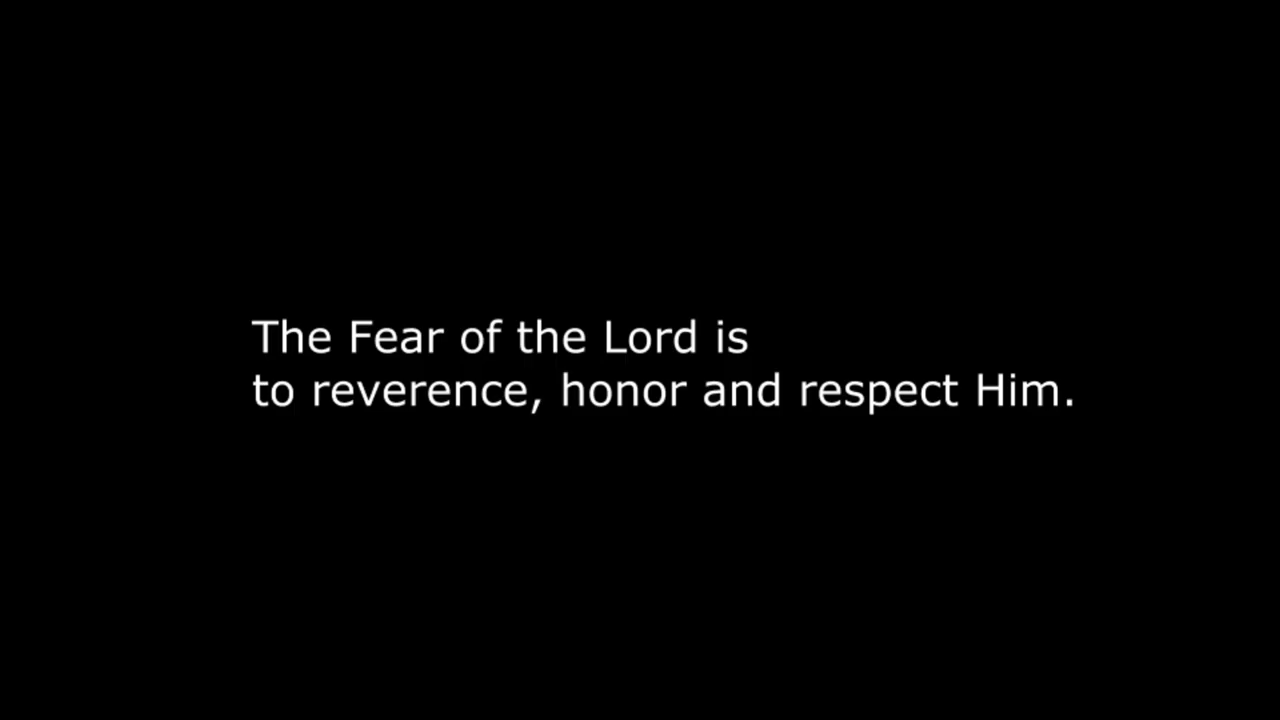 The Fear of the Lord is
to reverence, honor and respect Him.